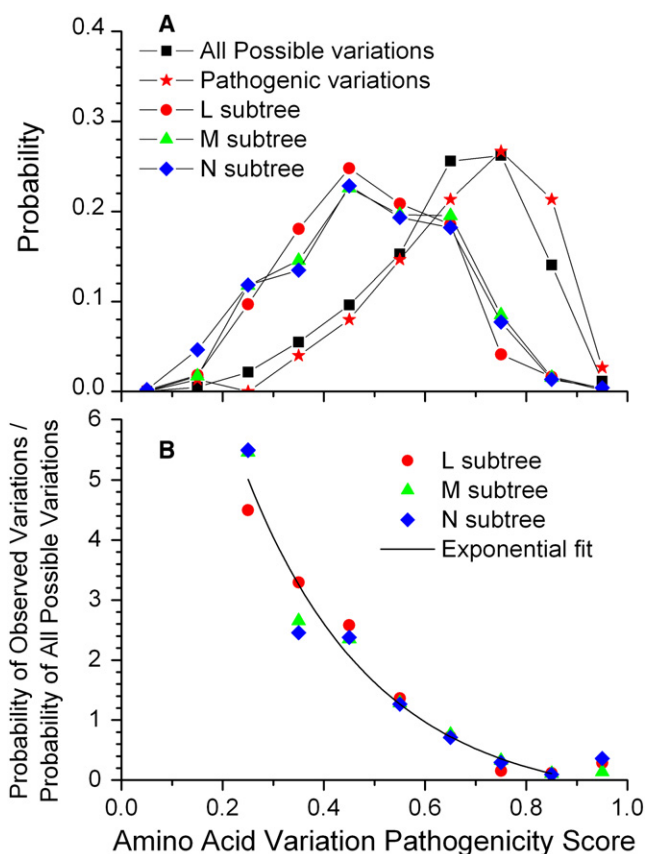 A
0.4
0.3
0.2
0.1
0.0
Probability
All Possible variations
Pathogenic variations
L subtree
M subtree
N subtree
B
6
5
4
3
2
1
0
Probability of Observed Variations /
Probability of All Possible Variations
L subtree
M subtree
N subtree
Exponential fit
0.0 0.2 0.4 0.6 0.8 1.0
Amino Acid Variation Pathogenicity Score